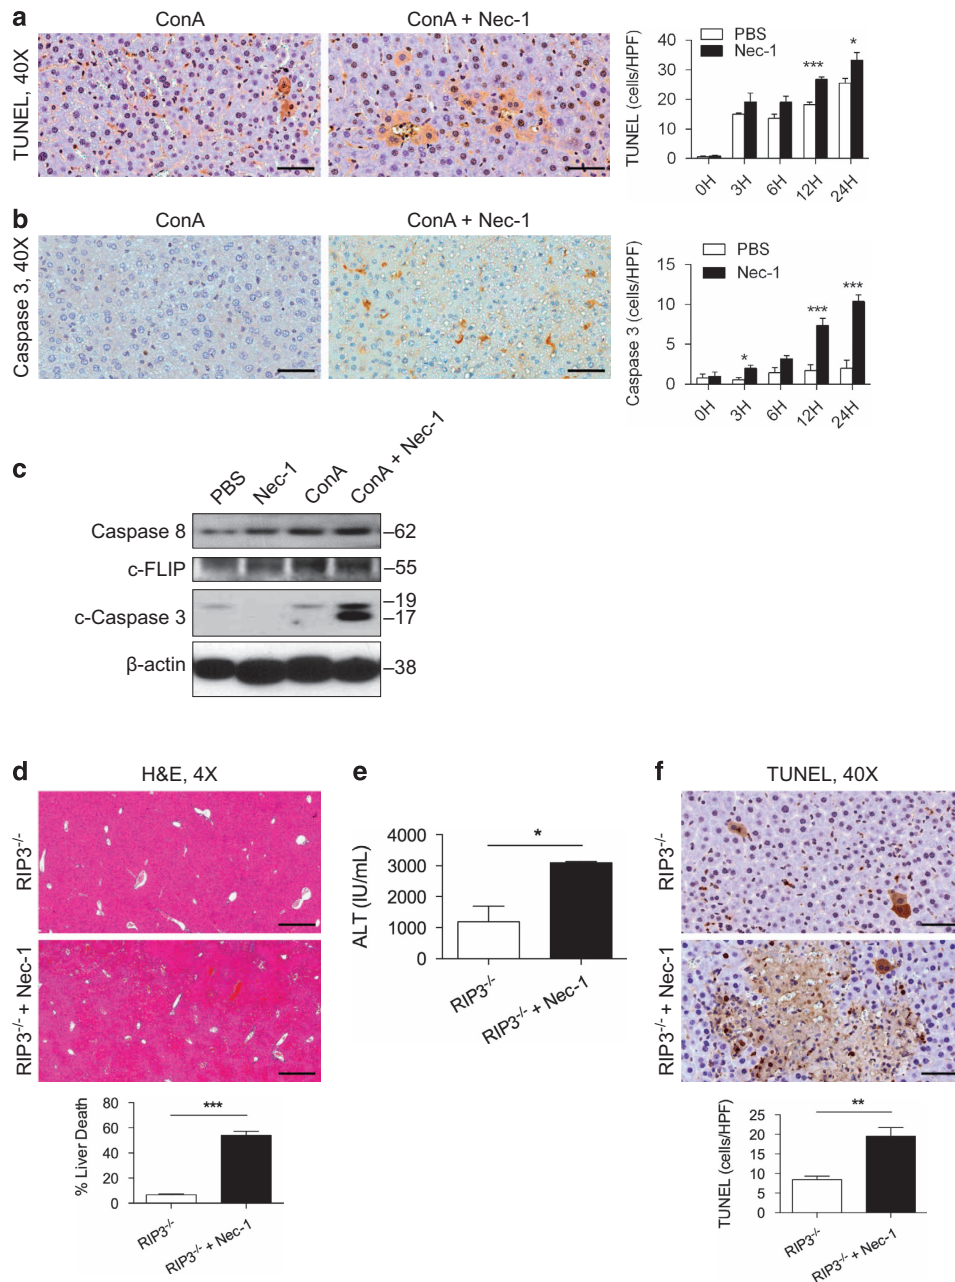 a
ConA
ConA + Nec-1
TUNEL, 40X
TUNEL (cells/HPF)
40
30
20
10
0
PBS
Nec-1
***
*
0H
3H
6H
12H
24H
b
ConA
ConA + Nec-1
Caspase 3, 40X
Caspase 3 (cells/HPF)
15
10
5
0
PBS
Nec-1
*
***
***
0H
3H
6H
12H
24H
c
PBS
Nec-1
ConA
ConA + Nec-1
Caspase 8
–62
c-FLIP
–55
c-Caspase 3
–19
–17
β-actin
–38
d
H&E, 4X
RIP3-/-
RIP3-/- + Nec-1
% Liver Death
80
60
40
20
0
***
RIP3-/-
RIP3-/- + Nec-1
e
ALT (IU/mL)
4000
3000
2000
1000
0
*
RIP3-/-
RIP3-/- + Nec-1
f
TUNEL, 40X
RIP3-/-
RIP3-/- + Nec-1
TUNEL (cells/HPF)
25
20
15
10
5
0
**
RIP3-/-
RIP3-/- + Nec-1